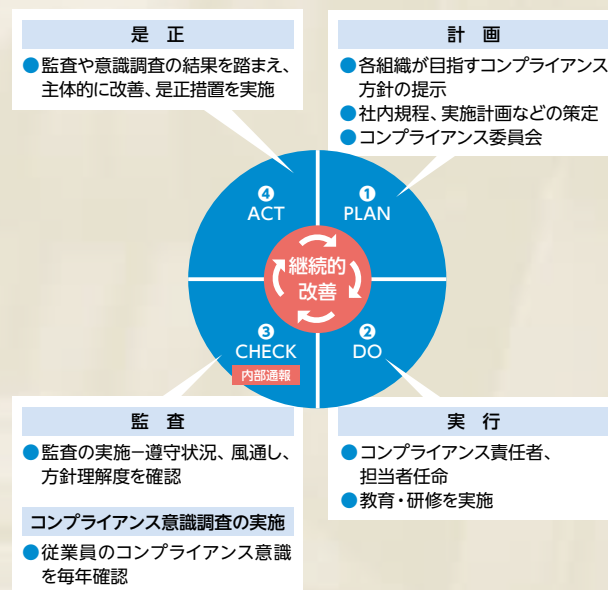 是 正
●監査や意識調査の結果を踏まえ、
主体的に改善、是正措置を実施
計 画
●各組織が目指すコンプライアンス
方針の提示
●社内規程、実施計画などの策定
●コンプライアンス委員会
❹
ACT
❶
PLAN
継続的
改善
❸
CHECK
内部通報
❷
DO
監 査
●監査の実施−遵守状況、風通し、
方針理解度を確認
コンプライアンス意識調査の実施
●従業員のコンプライアンス意識
を毎年確認
実 行
●コンプライアンス責任者、
担当者任命
●教育・研修を実施